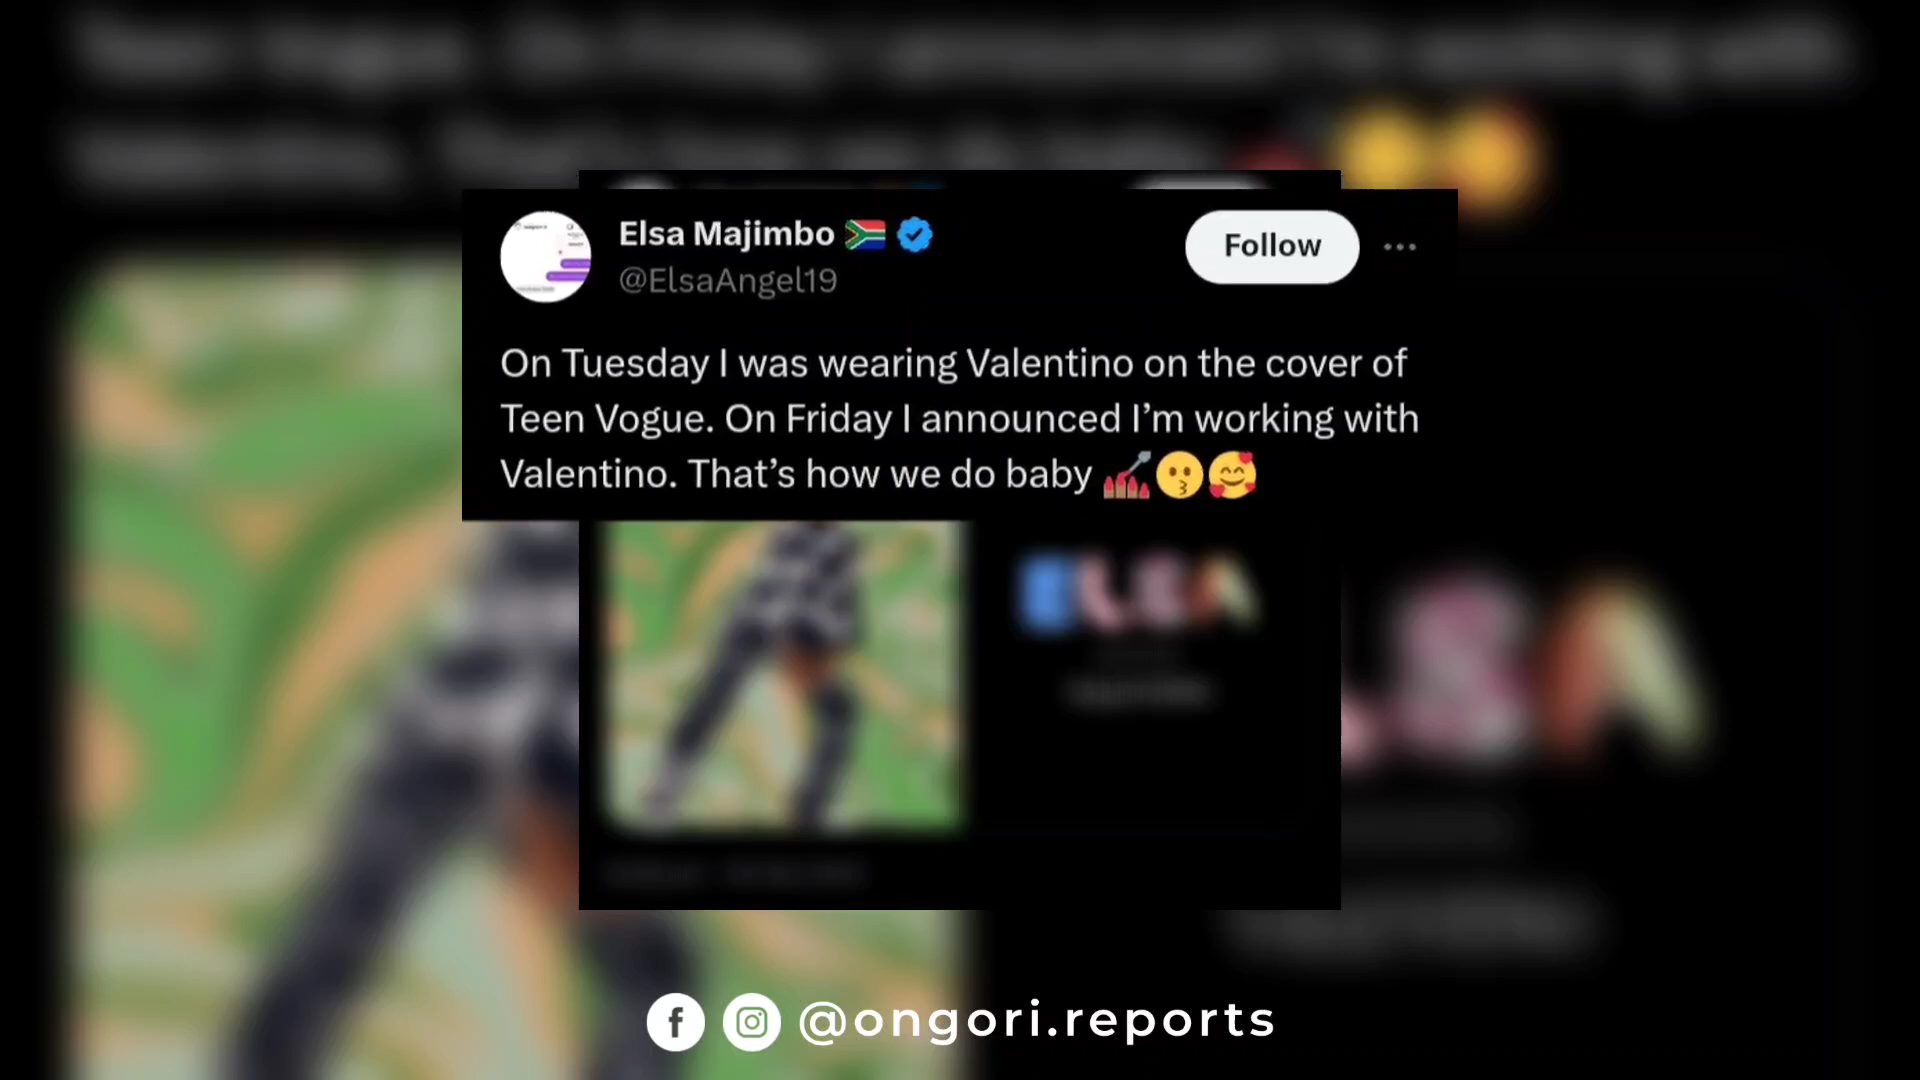 Elsa Majimbo 🇿🇦
@ElsaAngel19
Follow
On Tuesday I was wearing Valentino on the cover of
Teen Vogue. On Friday I announced I’m working with
Valentino. That’s how we do baby 💅🏽😗🥰
ELSA
@ongori.reports